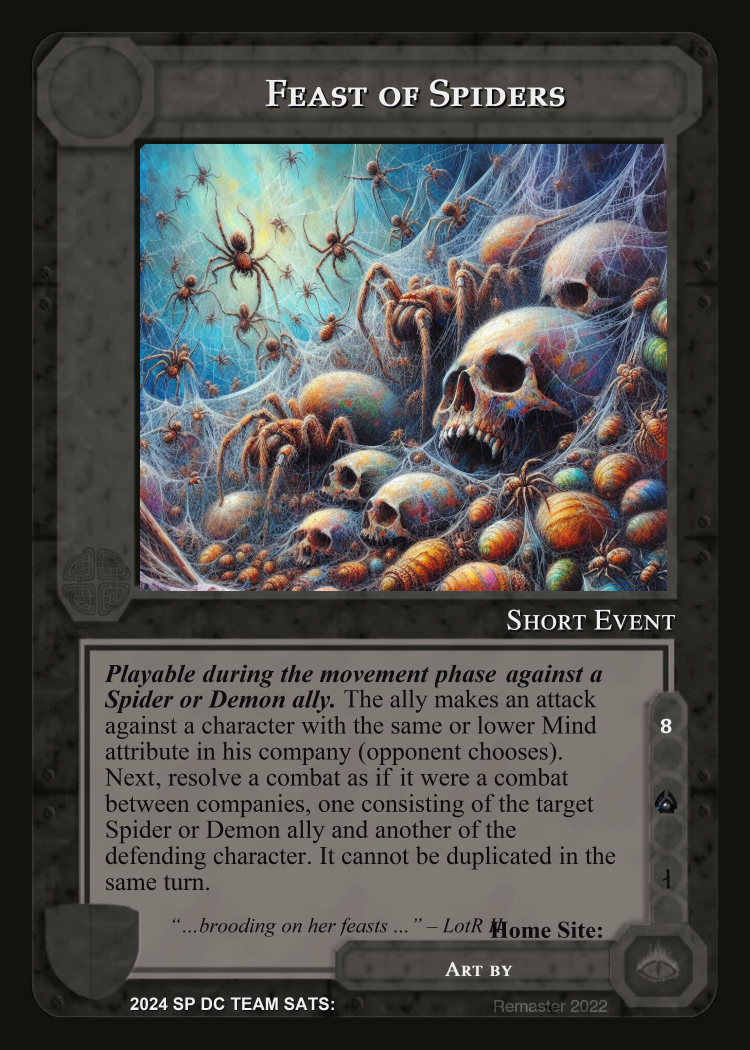 Feast of Spiders
Short Event
Playable during the movement phase against a
Spider or Demon ally. The ally makes an attack
against a character with the same or lower Mind
attribute in his company (opponent chooses).
Next, resolve a combat as if it were a combat
between companies, one consisting of the target
Spider or Demon ally and another of the
defending character. It cannot be duplicated in the
same turn.
8
“...brooding on her feasts ...” – LotR II
Home Site:
Art by
2024 SP DC TEAM SATS:
Remaster 2022